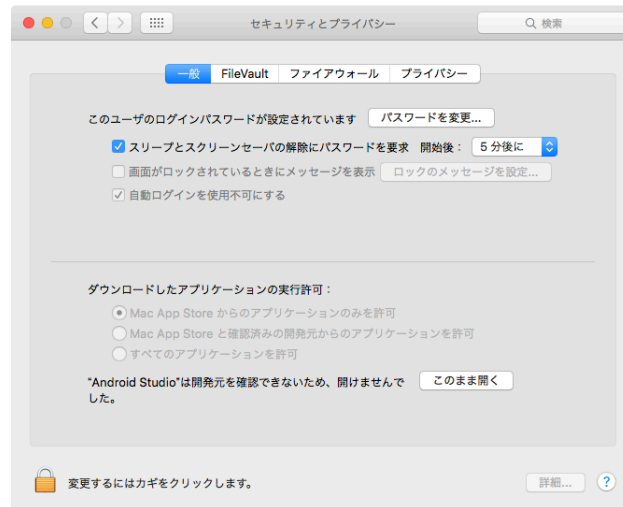 セキュリティとプライバシー
検索
一般 FileVault ファイアウォール プライバシー
このユーザのログインパスワードが設定されています パスワードを変更...
スリープとスクリーンセーバの解除にパスワードを要求 開始後： 5 分後に
画面がロックされているときにメッセージを表示 ロックのメッセージを設定...
自動ログインを使用不可にする
ダウンロードしたアプリケーションの実行許可：
Mac App Store からのアプリケーションのみを許可
Mac App Store と確認済みの開発元からのアプリケーションを許可
すべてのアプリケーションを許可
“Android Studio”は開発元を確認できないため、開けませんで このまま開く
した。
変更するにはカギをクリックします。 詳細... ?